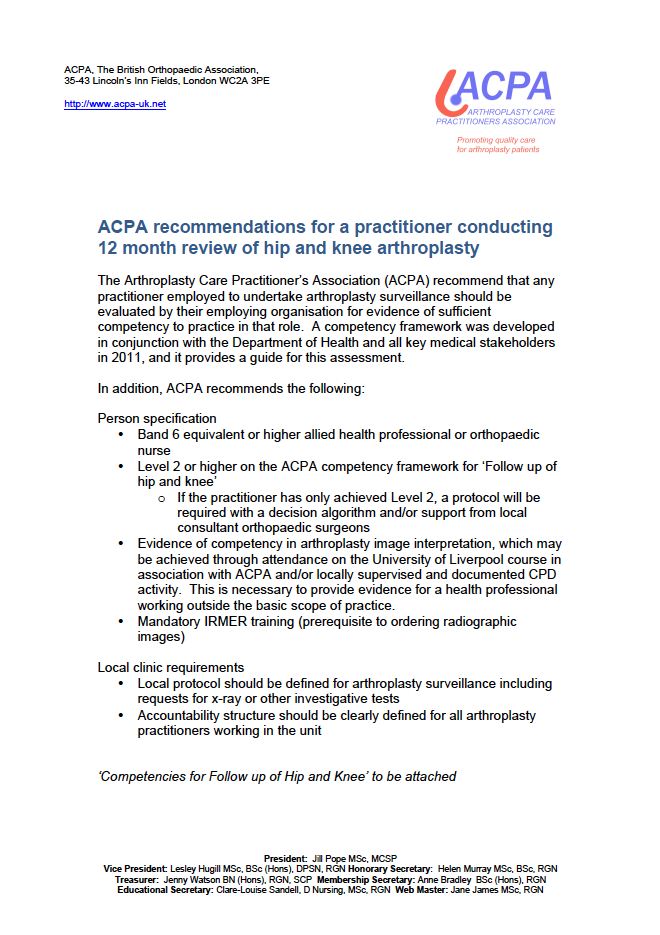 ACPA, The British Orthopaedic Association,
35-43 Lincoln's Inn Fields, London WC2A 3PE
http://www.acpa-uk.net
ACPA
ARTHROPLASTY CARE
PRACTITIONERS ASSOCIATION
Promoting quality care
for arthroplasty patients
ACPA recommendations for a practitioner conducting
12 month review of hip and knee arthroplasty
The Arthroplasty Care Practitioner's Association (ACPA) recommend that any
practitioner employed to undertake arthroplasty surveillance should be
evaluated by their employing organisation for evidence of sufficient
competency to practice in that role.  A competency framework was developed
in conjunction with the Department of Health and all key medical stakeholders
in 2011, and it provides a guide for this assessment.
In addition, ACPA recommends the following:
Person specification
• Band 6 equivalent or higher allied health professional or orthopaedic
nurse
• Level 2 or higher on the ACPA competency framework for 'Follow up of
hip and knee'
o If the practitioner has only achieved Level 2, a protocol will be
required with a decision algorithm and/or support from local
consultant orthopaedic surgeons
• Evidence of competency in arthroplasty image interpretation, which may
be achieved through attendance on the University of Liverpool course in
association with ACPA and/or locally supervised and documented CPD
activity.  This is necessary to provide evidence for a health professional
working outside the basic scope of practice.
• Mandatory IRMER training (prerequisite to ordering radiographic
images)
Local clinic requirements
• Local protocol should be defined for arthroplasty surveillance including
requests for x-ray or other investigative tests
• Accountability structure should be clearly defined for all arthroplasty
practitioners working in the unit
'Competencies for Follow up of Hip and Knee' to be attached
President:  Jill Pope MSc, MCSP
Vice President: Lesley Hugill MSc, BSc (Hons), DPSN, RGN Honorary Secretary:  Helen Murray MSc, BSc, RGN
Treasurer:  Jenny Watson BN (Hons), RGN, SCP  Membership Secretary: Anne Bradley  BSc (Hons), RGN
Educational Secretary: Clare-Louise Sandell, D Nursing, MSc, RGN  Web Master: Jane James MSc, RGN